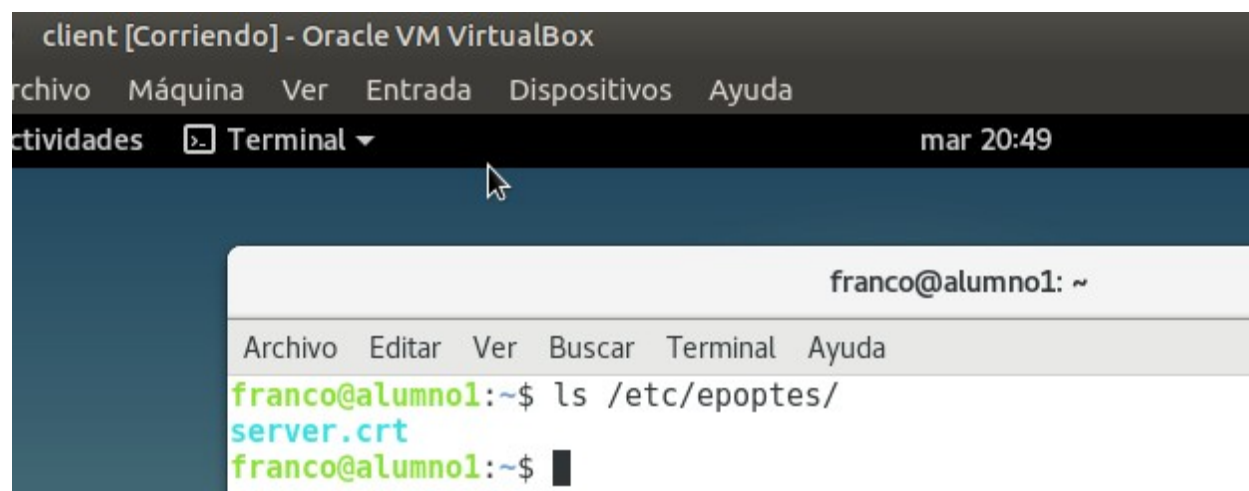 client [Corriendo] - Oracle VM VirtualBox
rchivo Máquina Ver Entrada Dispositivos Ayuda
ctividades Terminal mar 20:49
franco@alumno1: ~
Archivo Editar Ver Buscar Terminal Ayuda
franco@alumno1:~$ ls /etc/epoptes/
server.crt
franco@alumno1:~$